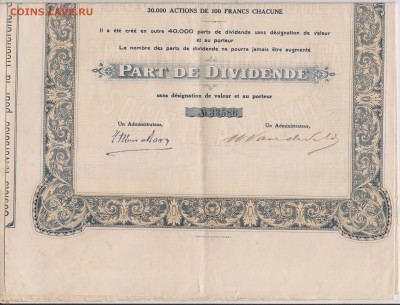 COINS.LAVE.RU
30.000 ACTIONS DE 100 FRANCS CHACUNE
Il a été créé en outre 40.000 parts de dividende sans désignation de valeur
et au porteur
Le nombre des parts de dividende ne pourra jamais être augmenté
PART DE DIVIDENDE
sans désignation de valeur et au porteur
Un Administrateur,
Un Administrateur,
pour la